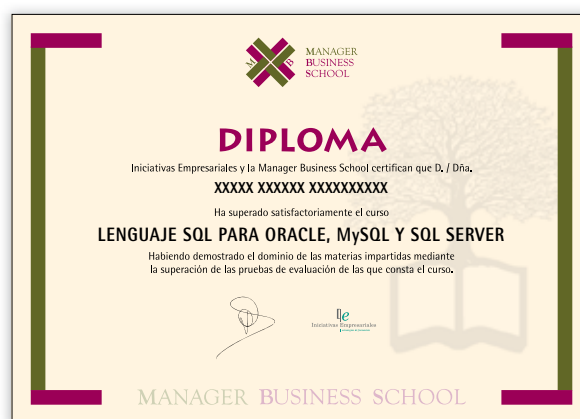 M B
B S
MANAGER
BUSINESS
SCHOOL
DIPLOMA
Iniciativas Empresariales y la Manager Business School certifican que D. / Dña.
XXXXX XXXXXX XXXXXXXXXX
Ha superado satisfactoriamente el curso
LENGUAJE SQL PARA ORACLE, MySQL Y SQL SERVER
Habiendo demostrado el dominio de las materias impartidas mediante
la superación de las pruebas de evaluación de las que consta el curso.
Ie
Iniciativas Empresariales
MANAGER BUSINESS SCHOOL